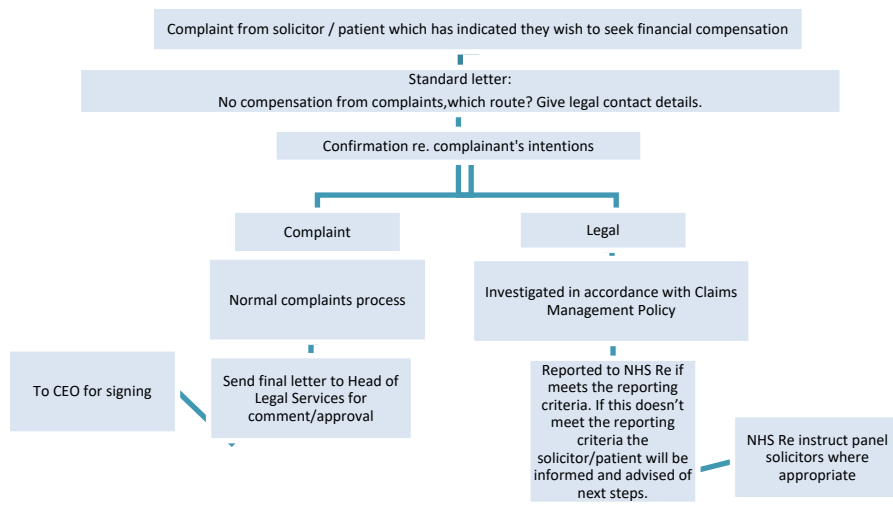 Complaint from solicitor / patient which has indicated they wish to seek financial compensation
Standard letter:
No compensation from complaints,which route? Give legal contact details.
Confirmation re. complainant's intentions
Complaint
Legal
Normal complaints process
Investigated in accordance with Claims
Management Policy
To CEO for signing
Send final letter to Head of
Legal Services for
comment/approval
Reported to NHS Re if
meets the reporting
criteria. If this doesn’t
meet the reporting
criteria the
solicitor/patient will be
informed and advised of
next steps.
NHS Re instruct panel
solicitors where
appropriate